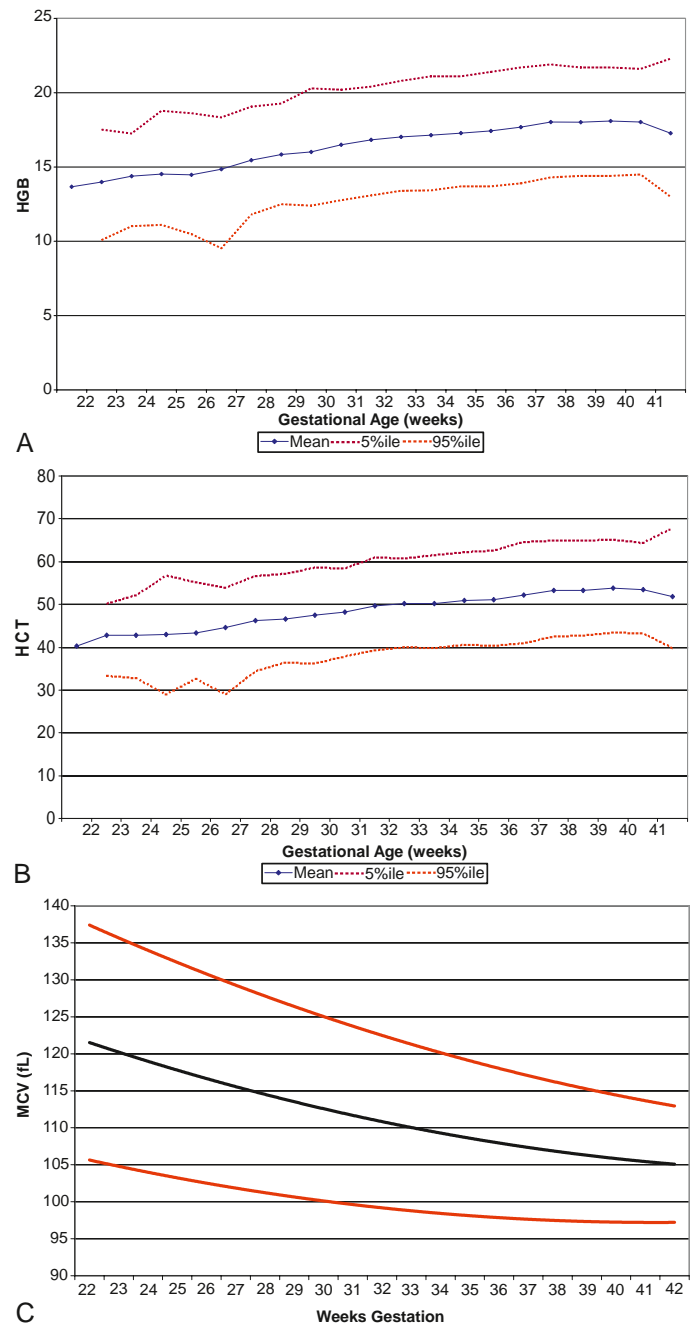 25
20
15
10
5
0
HGB
22 23 24 25 26 27 28 29 30 31 32 33 34 35 36 37 38 39 40 41
Gestational Age (weeks)
A
Mean 5%ile 95%ile
80
70
60
50
40
30
20
10
0
HCT
22 23 24 25 26 27 28 29 30 31 32 33 34 35 36 37 38 39 40 41
Gestational Age (weeks)
B
Mean 5%ile 95%ile
140
135
130
125
120
115
110
105
100
95
90
MCV (fL)
22 23 24 25 26 27 28 29 30 31 32 33 34 35 36 37 38 39 40 41 42
C
Weeks Gestation